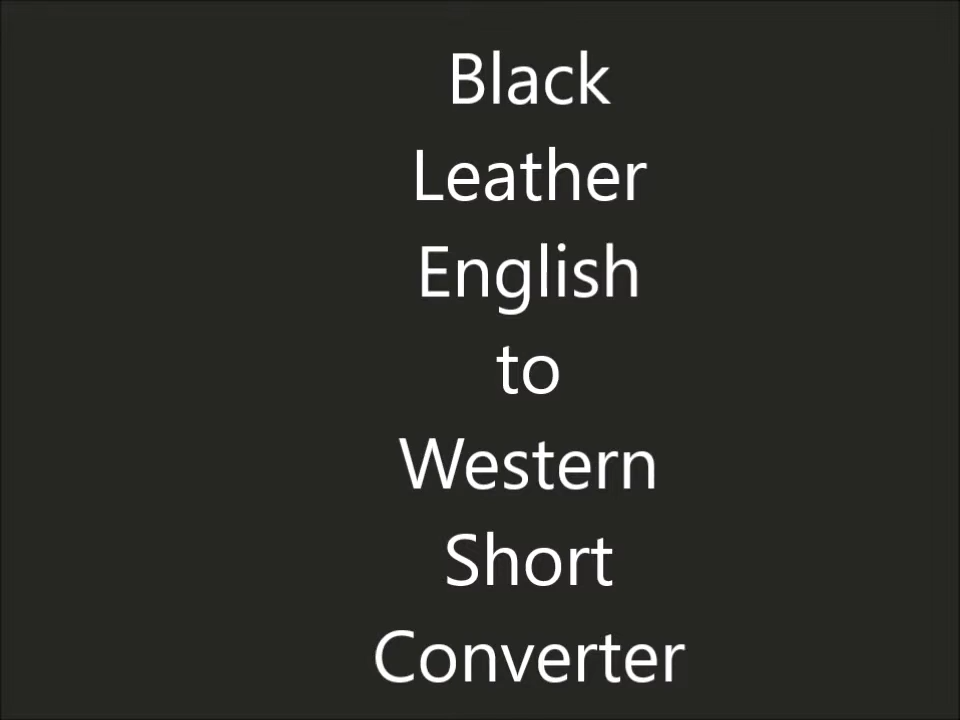 Black
Leather
English
to
Western
Short
Converter